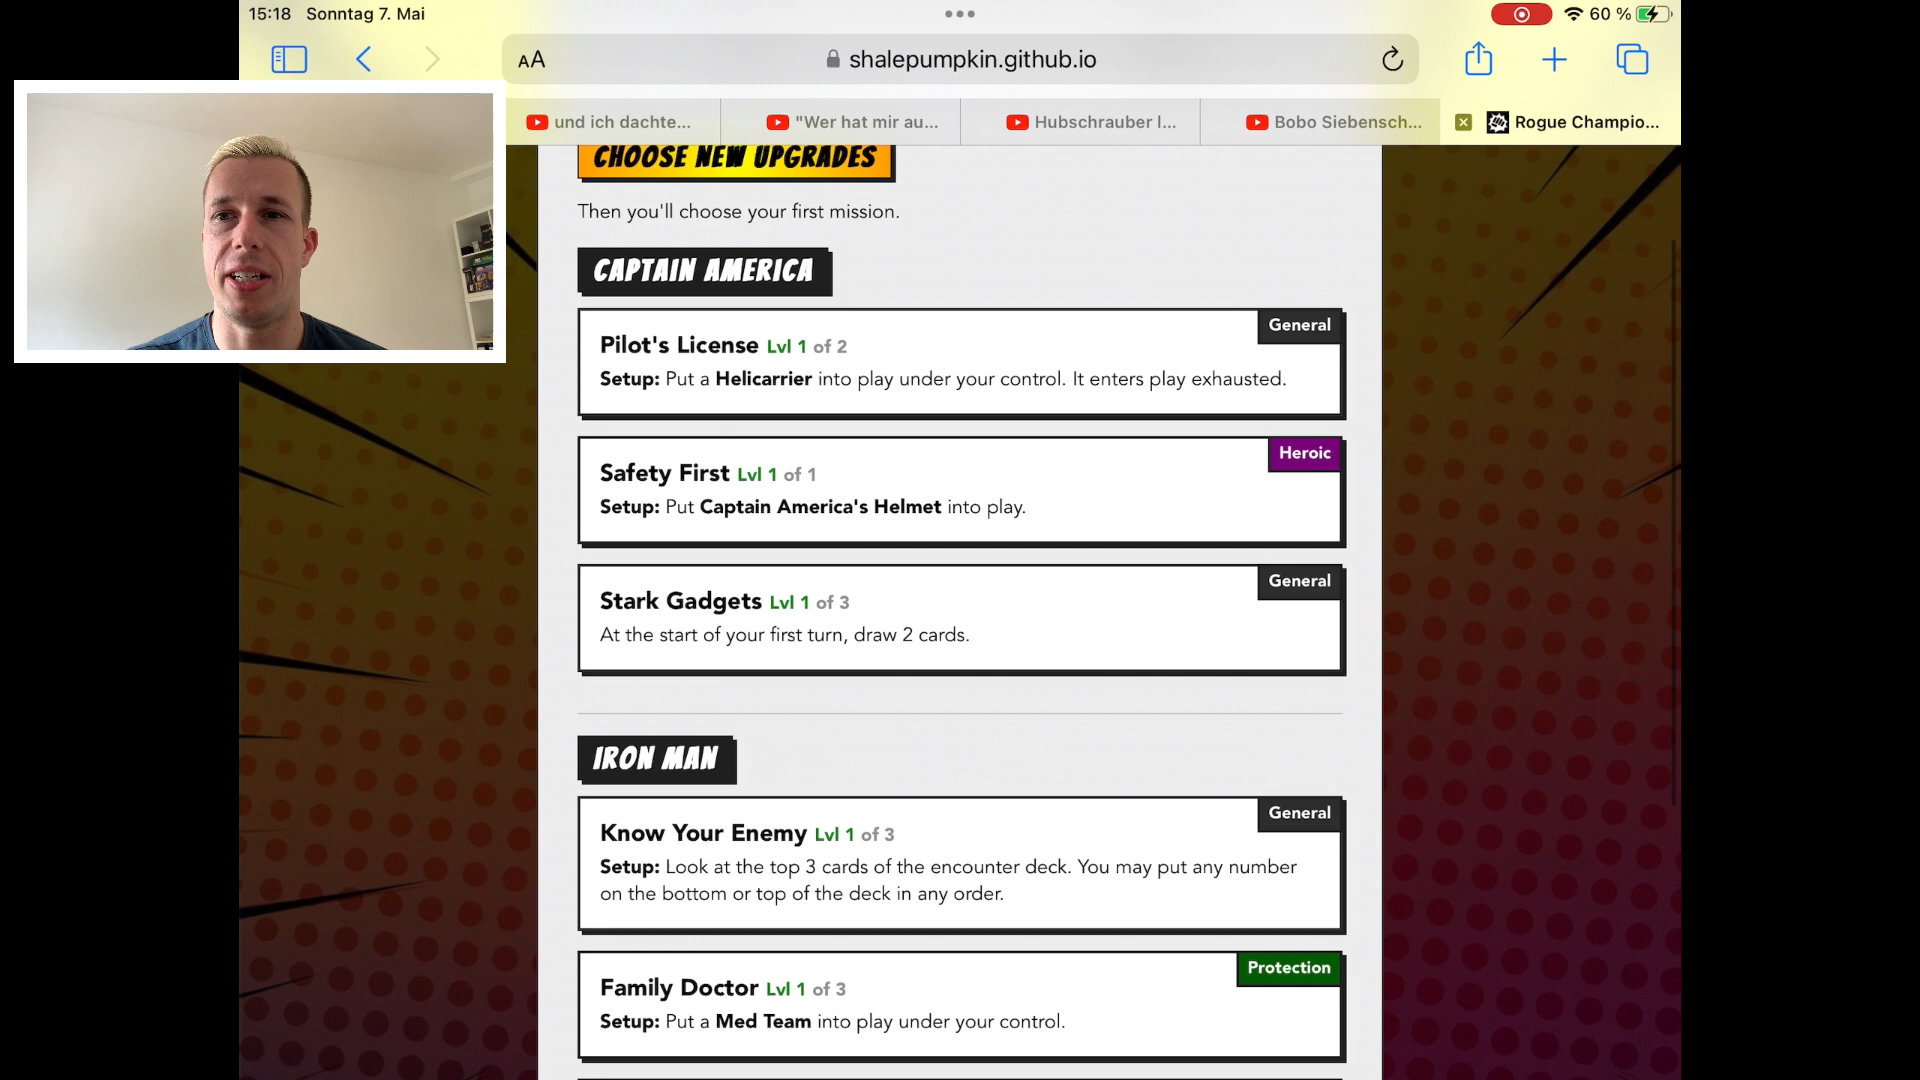 15:18 Sonntag 7. Mai
60 %
AA
shalepumpkin.github.io
und ich dachte...
"Wer hat mir au...
Hubschrauber l...
Bobo Siebensch...
Rogue Champio...
CHOOSE NEW UPGRADES
Then you'll choose your first mission.
CAPTAIN AMERICA
General
Pilot's License Lvl 1 of 2
Setup: Put a Helicarrier into play under your control. It enters play exhausted.
Heroic
Safety First Lvl 1 of 1
Setup: Put Captain America's Helmet into play.
General
Stark Gadgets Lvl 1 of 3
At the start of your first turn, draw 2 cards.
IRON MAN
General
Know Your Enemy Lvl 1 of 3
Setup: Look at the top 3 cards of the encounter deck. You may put any number
on the bottom or top of the deck in any order.
Protection
Family Doctor Lvl 1 of 3
Setup: Put a Med Team into play under your control.